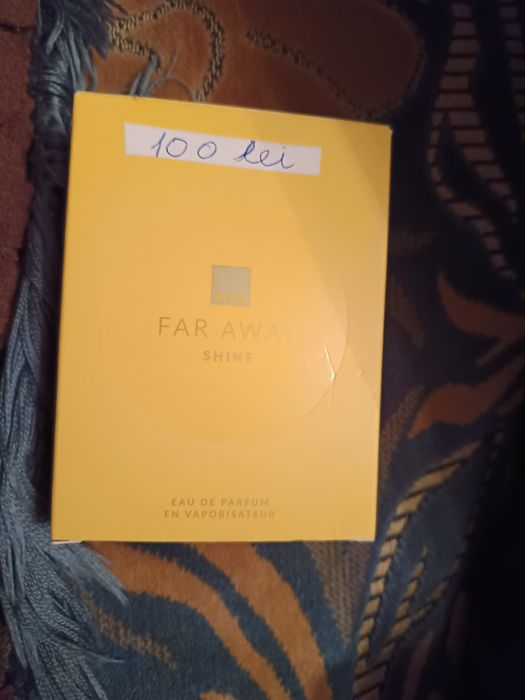 100 lei
AVON
FAR AWAY
SHINE
EAU DE PARFUM
EN VAPORISATEUR